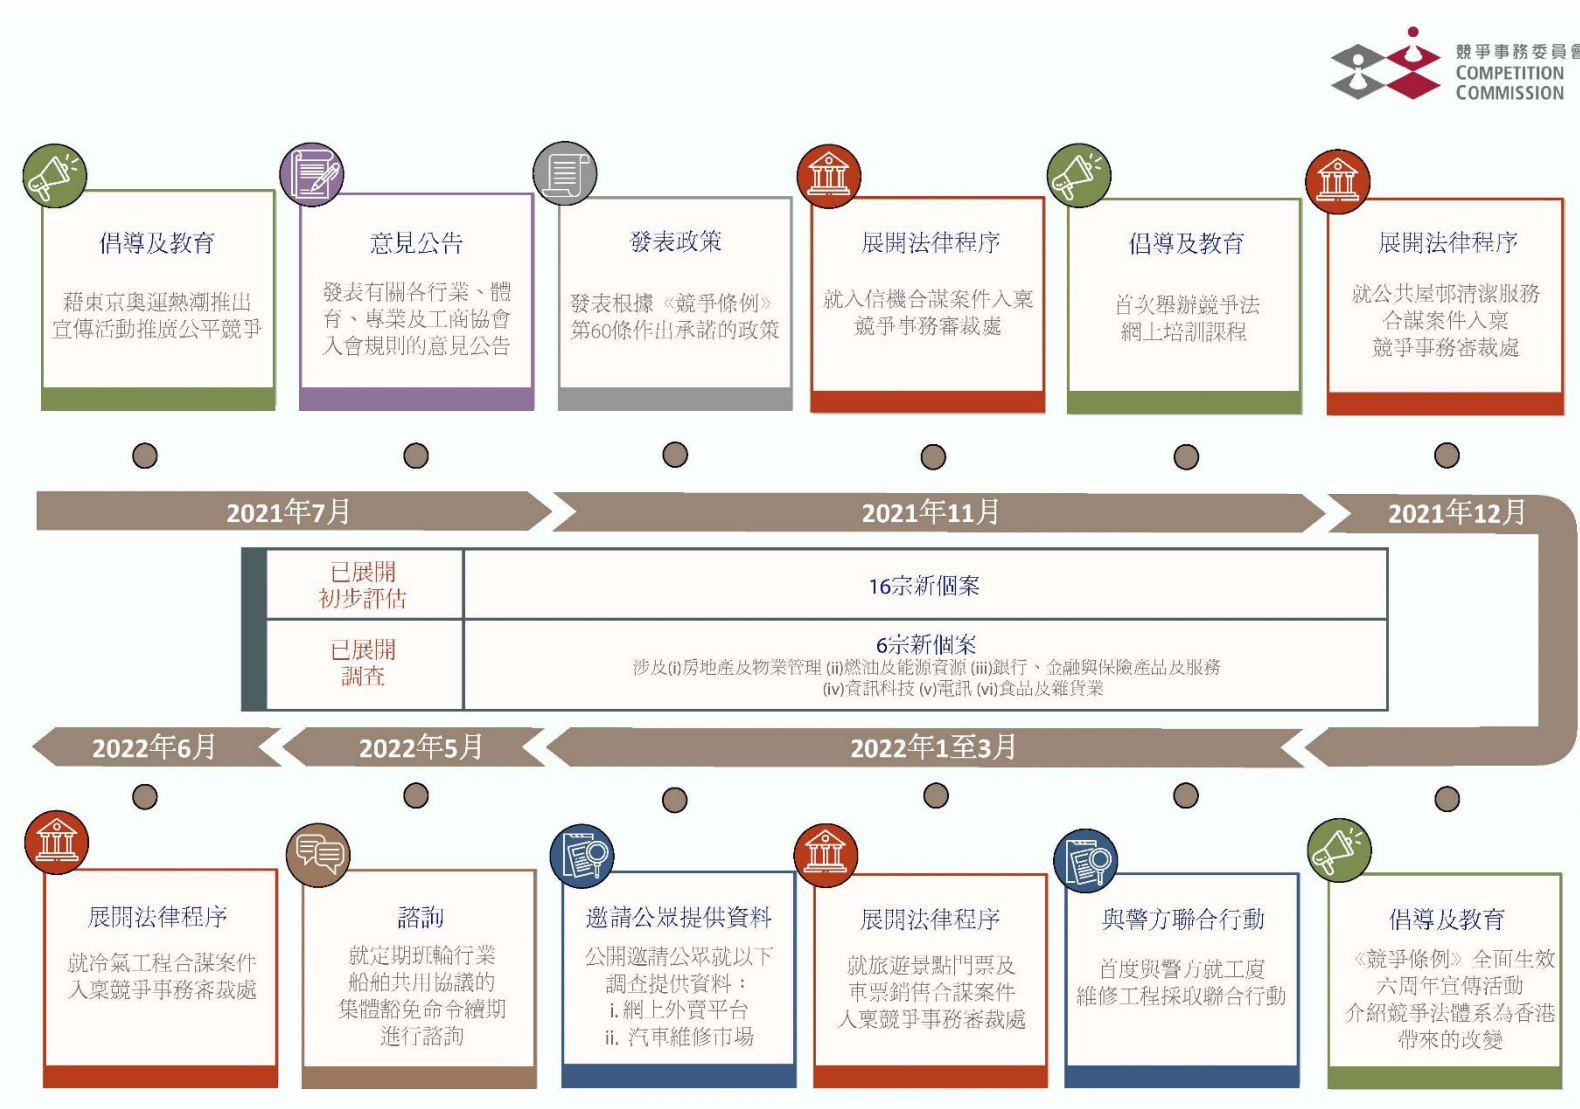 競爭事務委員會
COMPETITION
COMMISSION
倡導及教育
藉東京奧運熱潮推出
宣傳活動推廣公平競爭
意見公告
發表有關各行業、體
育、專業及工商協會
入會規則的意見公告
發表政策
發表根據《競爭條例》
第60條作出承諾的政策
展開法律程序
就入信機合謀案件入稟
競爭事務審裁處
倡導及教育
首次舉辦競爭法
網上培訓課程
展開法律程序
就公共屋邨清潔服務
合謀案件入稟
競爭事務審裁處
2021年7月
2021年11月
2021年12月
已展開
初步評估
16宗新個案
已展開
調查
6宗新個案
涉及(i)房地產及物業管理 (ii)燃油及能源資源 (iii)銀行、金融與保險產品及服務
(iv)資訊科技 (v)電訊 (vi)食品及雜貨業
2022年6月
2022年5月
2022年1至3月
展開法律程序
就冷氣工程合謀案件
入稟競爭事務審裁處
諮詢
就定期班輪行業
船舶共用協議的
集體豁免命令續期
進行諮詢
邀請公眾提供資料
公開邀請公眾就以下
調查提供資料：
i. 網上外賣平台
ii. 汽車維修市場
展開法律程序
就旅遊景點門票及
車票銷售合謀案件
入稟競爭事務審裁處
與警方聯合行動
首度與警方就工廈
維修工程採取聯合行動
倡導及教育
《競爭條例》全面生效
六周年宣傳活動
介紹競爭法體系為香港
帶來的改變